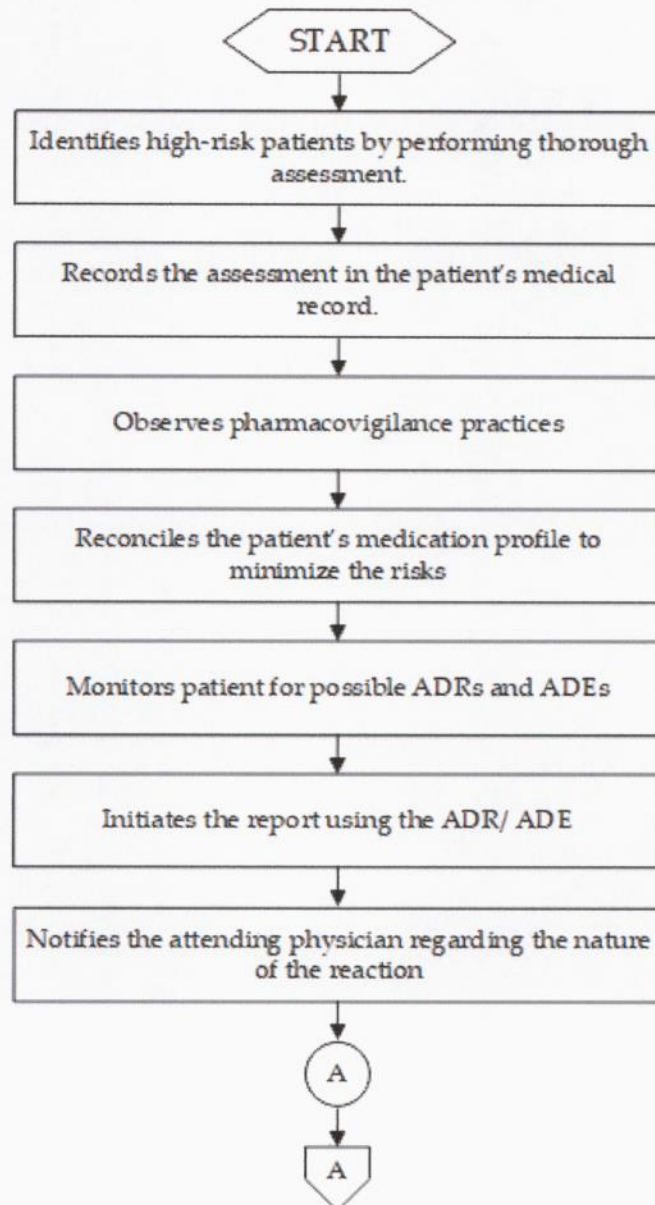 START
Identifies high-risk patients by performing thorough
assessment.
Records the assessment in the patient's medical
record.
Observes pharmacovigilance practices
Reconciles the patient's medication profile to
minimize the risks
Monitors patient for possible ADRs and ADEs
Initiates the report using the ADR/ ADE
Notifies the attending physician regarding the nature
of the reaction
A
A